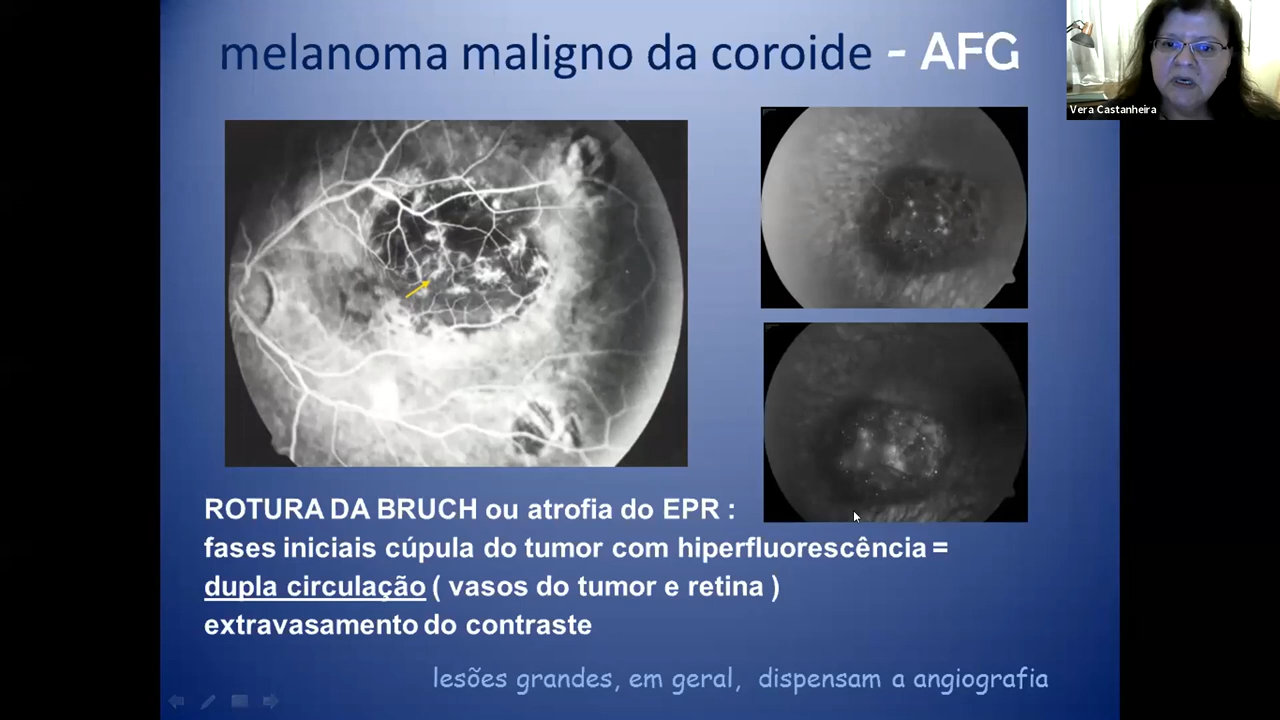 melanoma maligno da coroide - AFG
Vera Castanheira
ROTURA DA BRUCH ou atrofia do EPR :
fases iniciais cúpula do tumor com hiperfluorescência =
dupla circulação ( vasos do tumor e retina )
extravasamento do contraste
lesões grandes, em geral, dispensam a angiografia